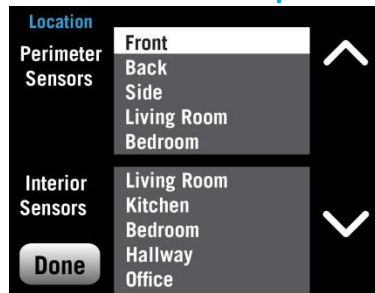 Location
Perimeter
Sensors
Front
Back
Side
Living Room
Bedroom
Interior
Sensors
Living Room
Kitchen
Bedroom
Hallway
Office
Done